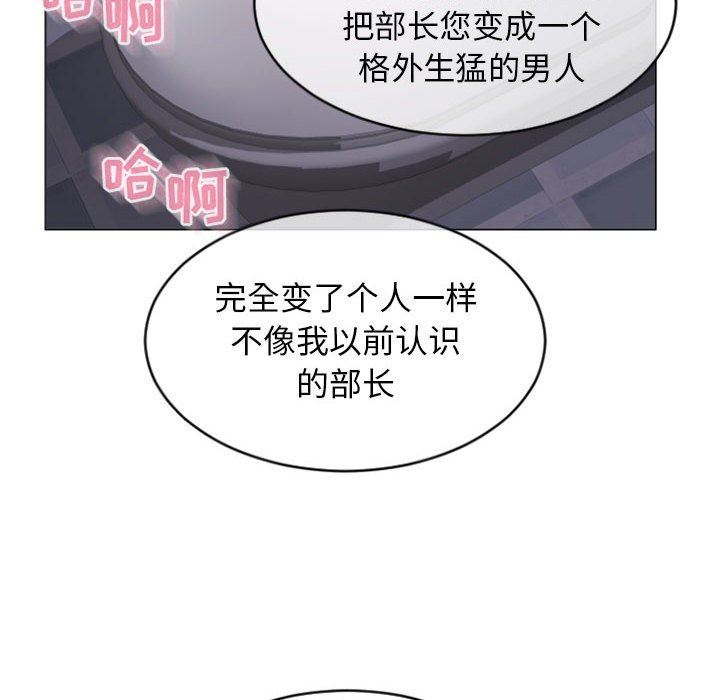 哈啊
把部长您变成一个
格外生猛的男人
哈啊
完全变了个人一样
不像我以前认识
的部长